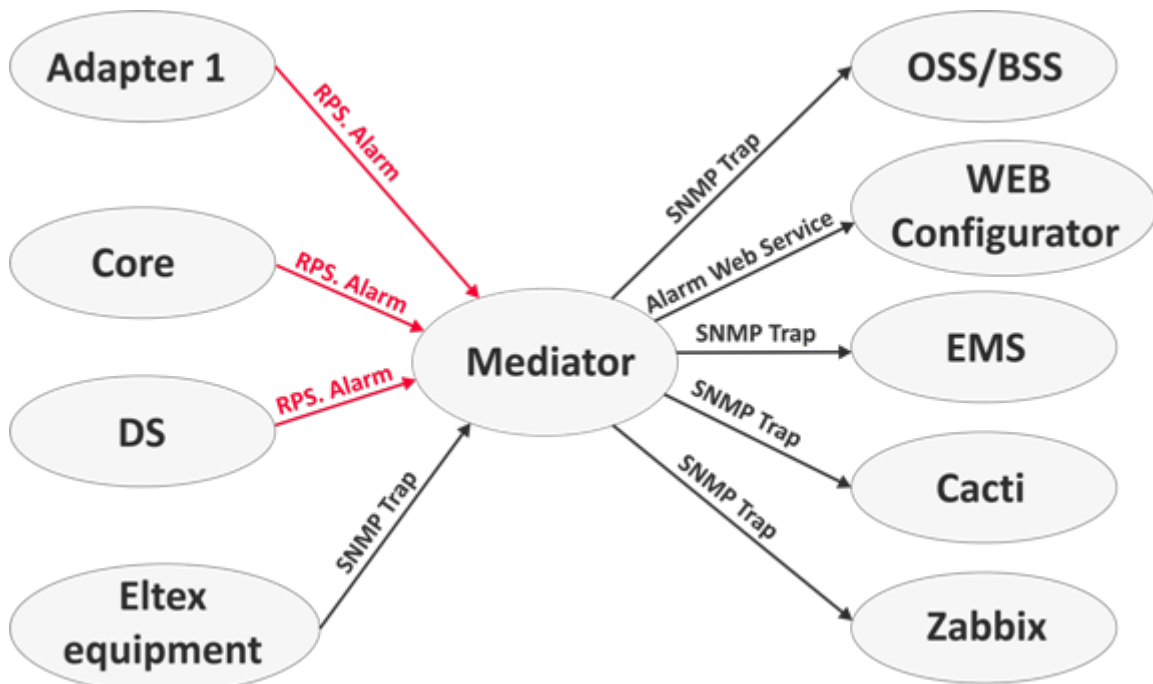 Adapter 1
RPS. Alarm
Core
RPS. Alarm
DS
RPS. Alarm
Eltex
equipment
SNMP Trap
Mediator
SNMP Trap
OSS/BSS
Alarm Web Service
WEB
Configurator
SNMP Trap
EMS
SNMP Trap
Cacti
SNMP Trap
Zabbix